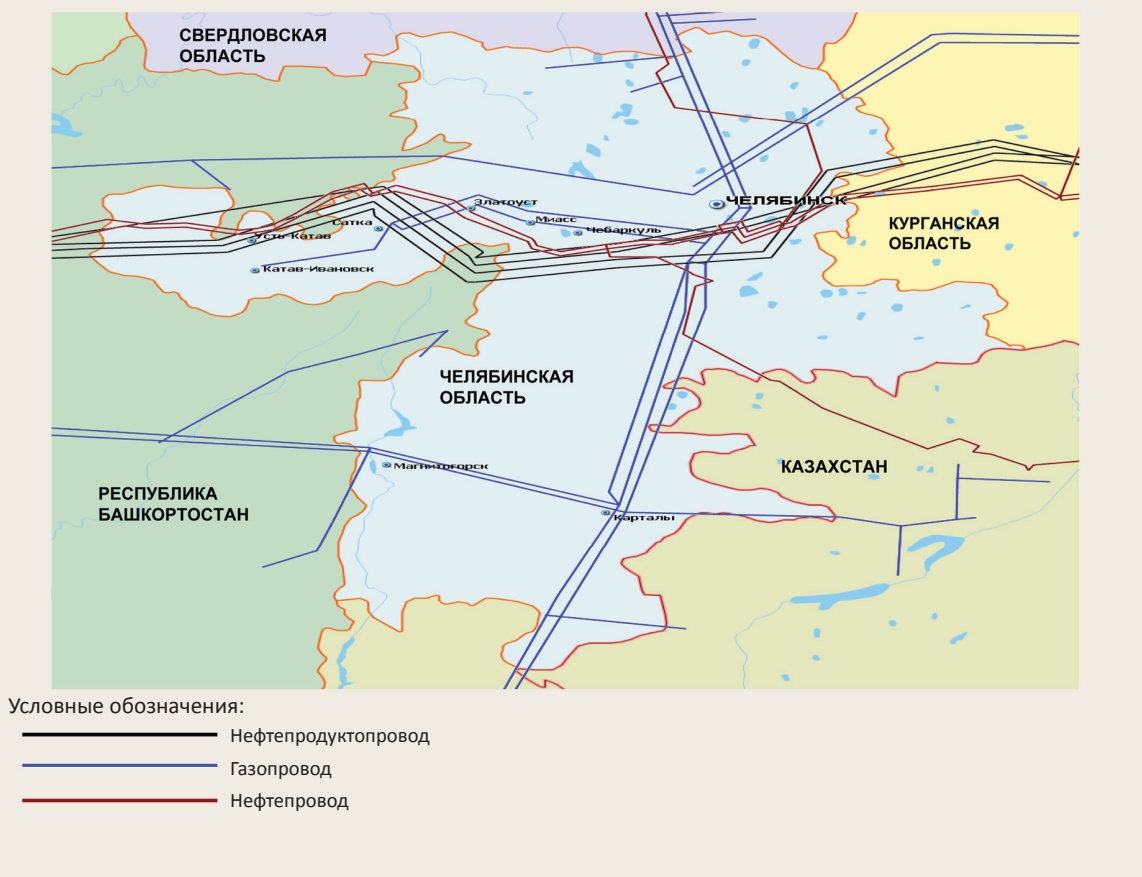 СВЕРДЛОВСКАЯ
ОБЛАСТЬ
Златоуст
ЧЕЛЯБИНСК
Миасс
Сатка
Чебаркуль
Усть-Катав
КУРГАНСКАЯ
ОБЛАСТЬ
Катав-Ивановск
ЧЕЛЯБИНСКАЯ
ОБЛАСТЬ
Магнитогорск
КАЗАХСТАН
РЕСПУБЛИКА
БАШКОРТОСТАН
Карталы
Условные обозначения:
Нефтепродуктопровод
Газопровод
Нефтепровод